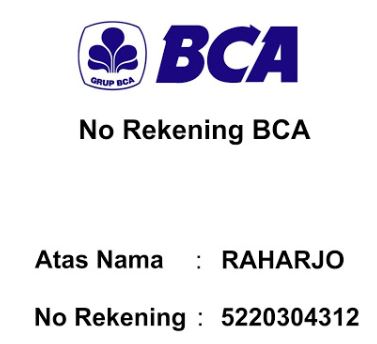 GRUP BCA
BCA
No Rekening BCA
Atas Nama : RAHARJO
No Rekening : 5220304312